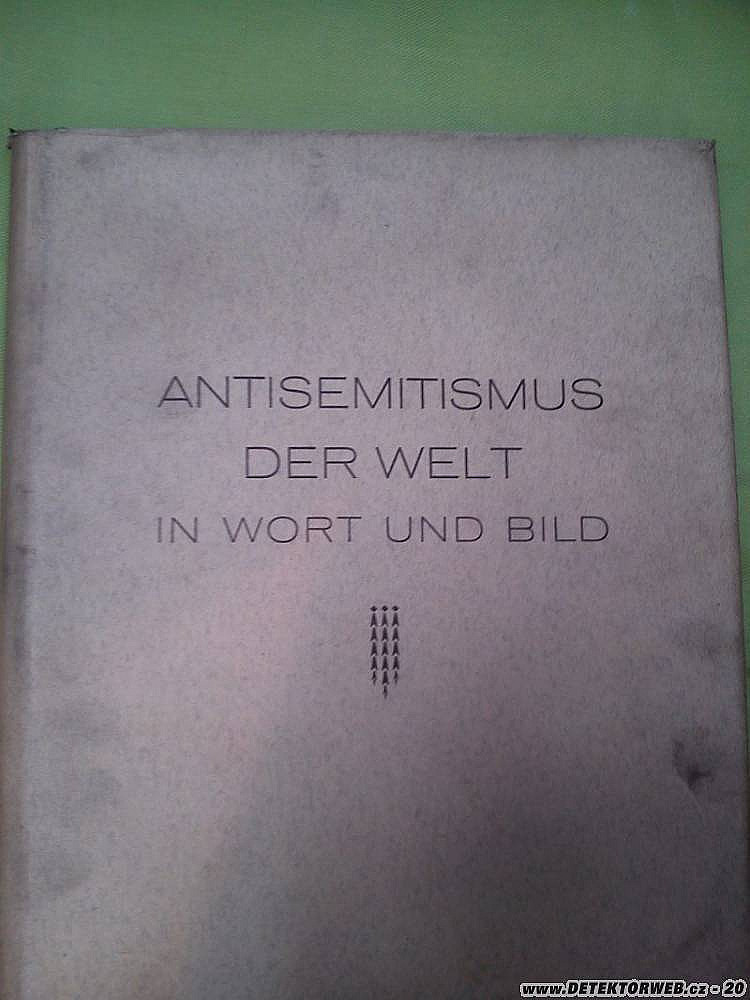 ANTISEMITISMUS
DER WELT
IN WORT UND BILD
www.DETEKTORWEB.cz - 20